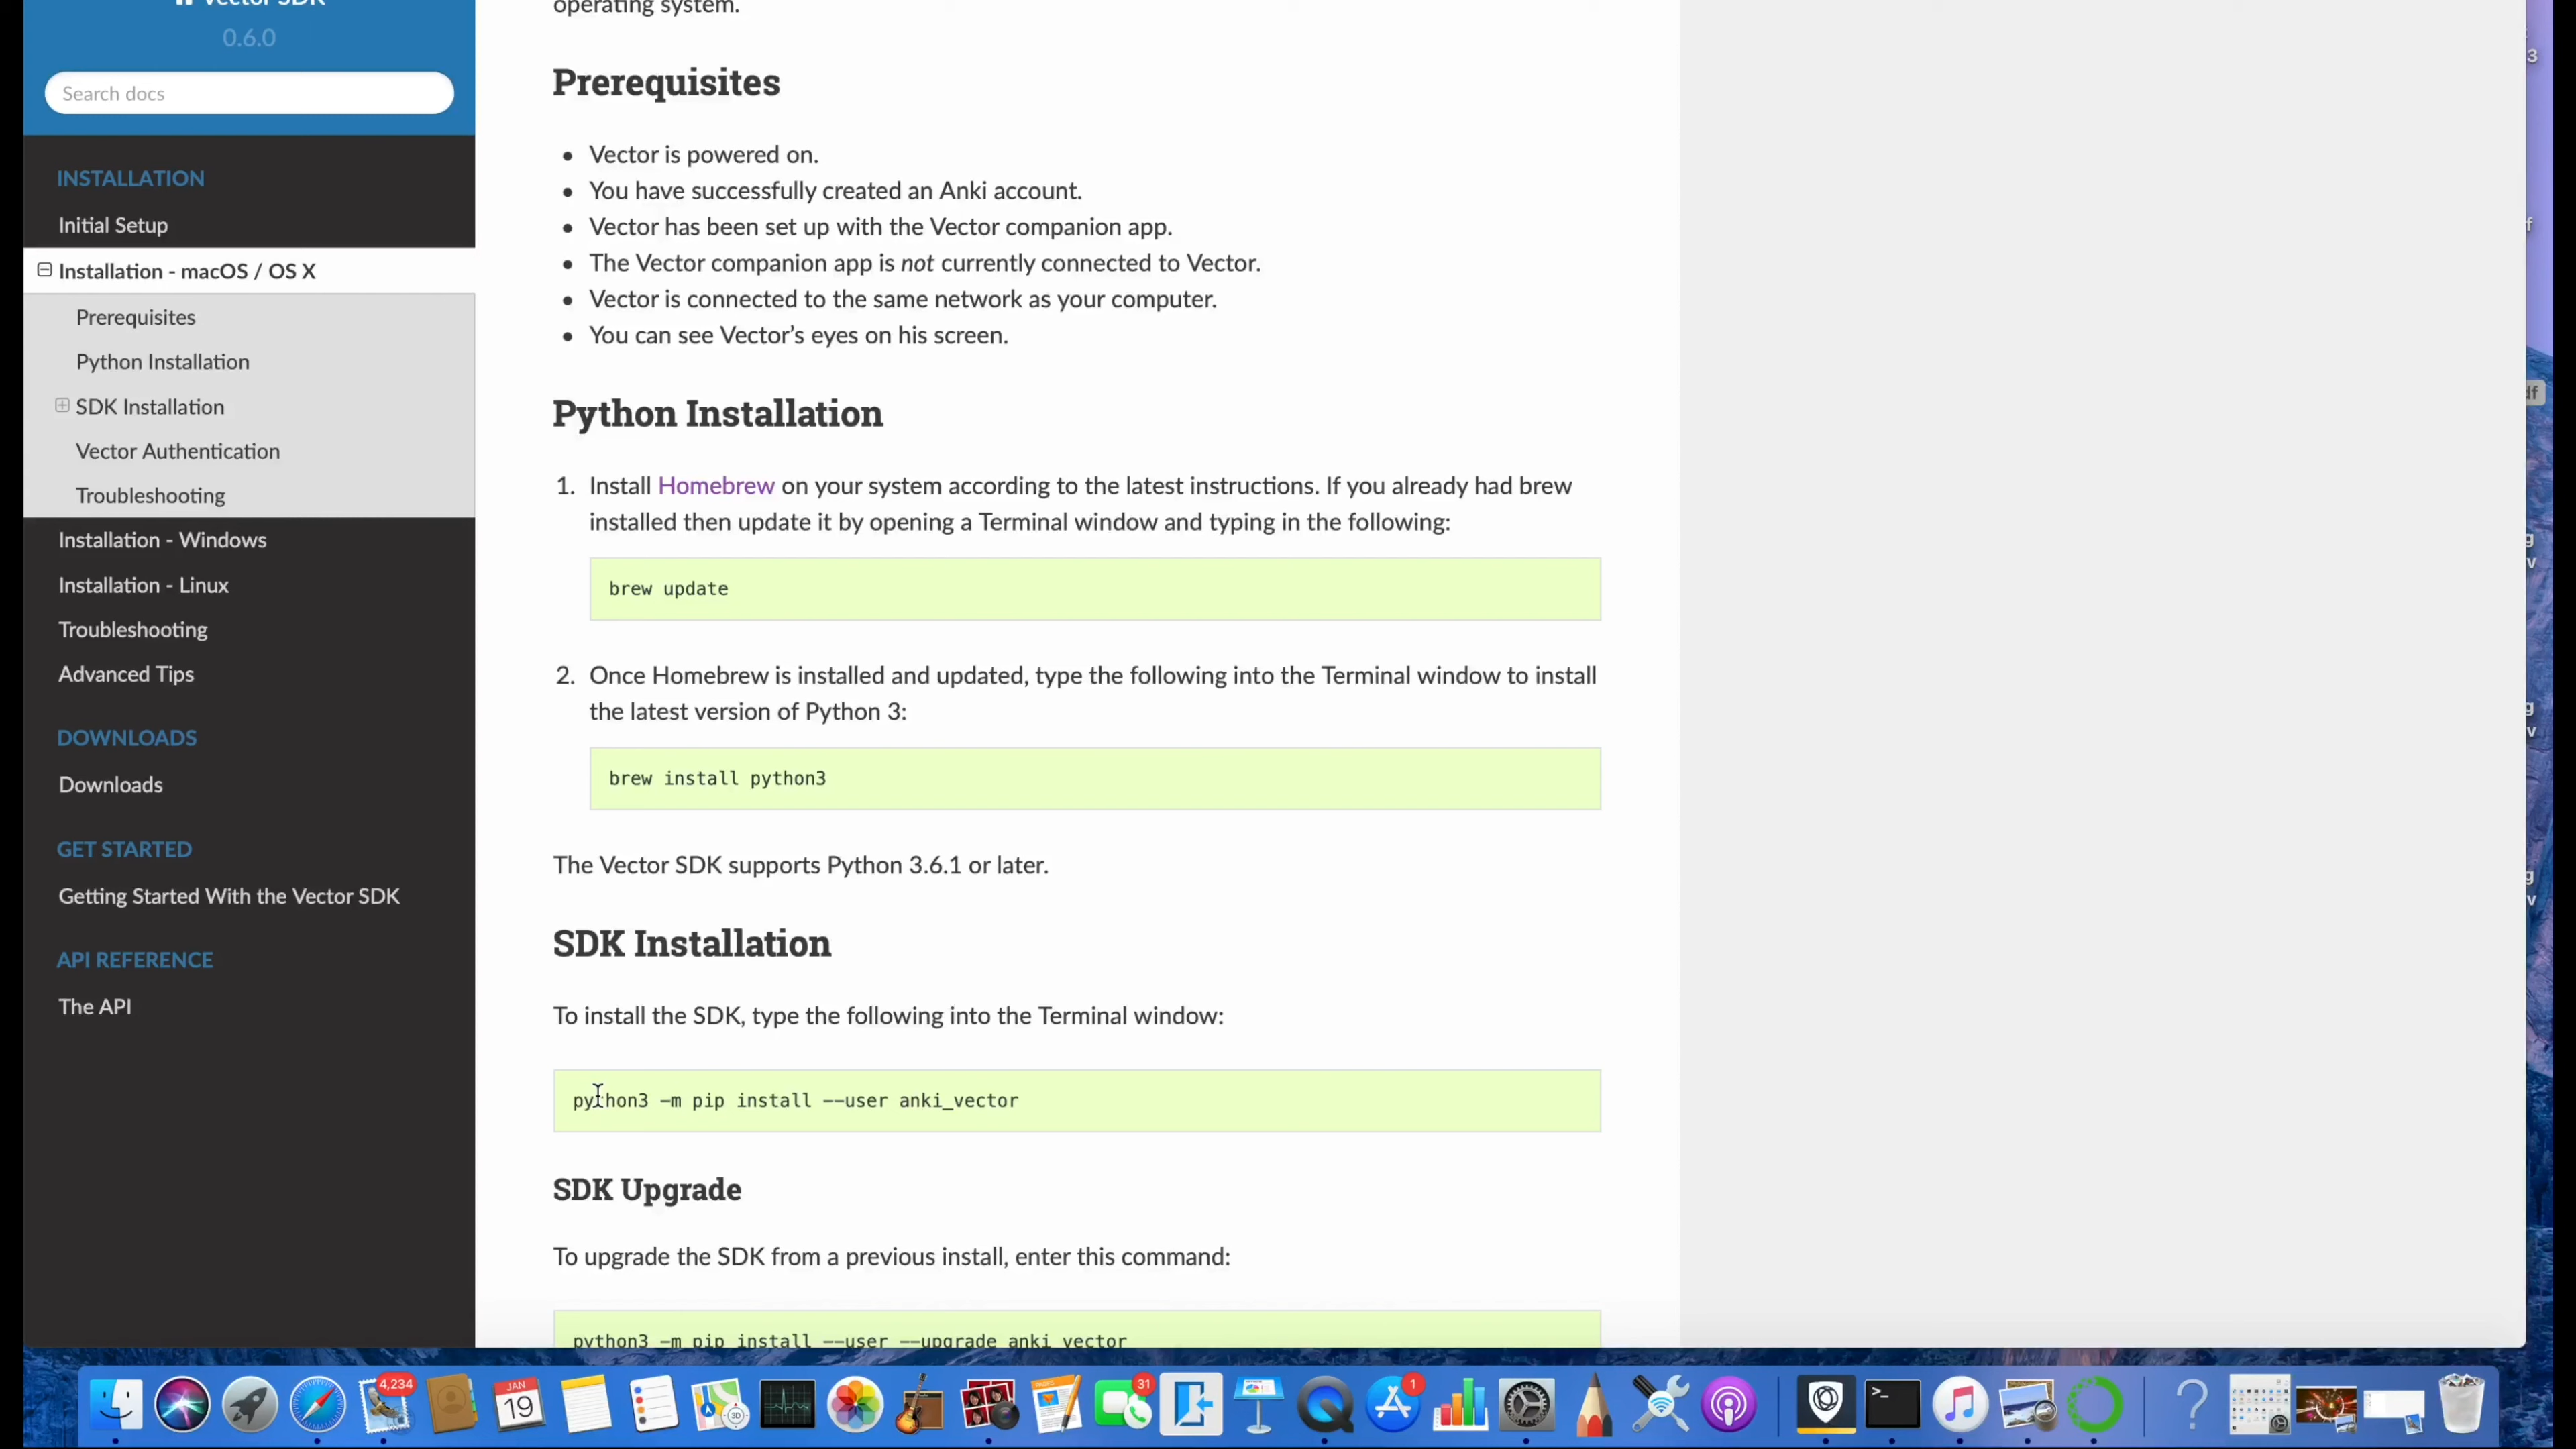 Vector SDK
0.6.0
Search docs
INSTALLATION
Initial Setup
Installation - macOS / OS X
Prerequisites
Python Installation
SDK Installation
Vector Authentication
Troubleshooting
Installation - Windows
Installation - Linux
Troubleshooting
Advanced Tips
DOWNLOADS
Downloads
GET STARTED
Getting Started With the Vector SDK
API REFERENCE
The API
operating system.
Prerequisites
Vector is powered on.
You have successfully created an Anki account.
Vector has been set up with the Vector companion app.
The Vector companion app is not currently connected to Vector.
Vector is connected to the same network as your computer.
You can see Vector's eyes on his screen.
Python Installation
1. Install Homebrew on your system according to the latest instructions. If you already had brew
installed then update it by opening a Terminal window and typing in the following:
brew update
2. Once Homebrew is installed and updated, type the following into the Terminal window to install
the latest version of Python 3:
brew install python3
The Vector SDK supports Python 3.6.1 or later.
SDK Installation
To install the SDK, type the following into the Terminal window:
python3 -m pip install --user anki_vector
SDK Upgrade
To upgrade the SDK from a previous install, enter this command:
python3 -m pip install --user --upgrade anki_vector
3
f
df
g
v
g
v
g
v
4,234
JAN
19
3D
PAGES
31
1
>_